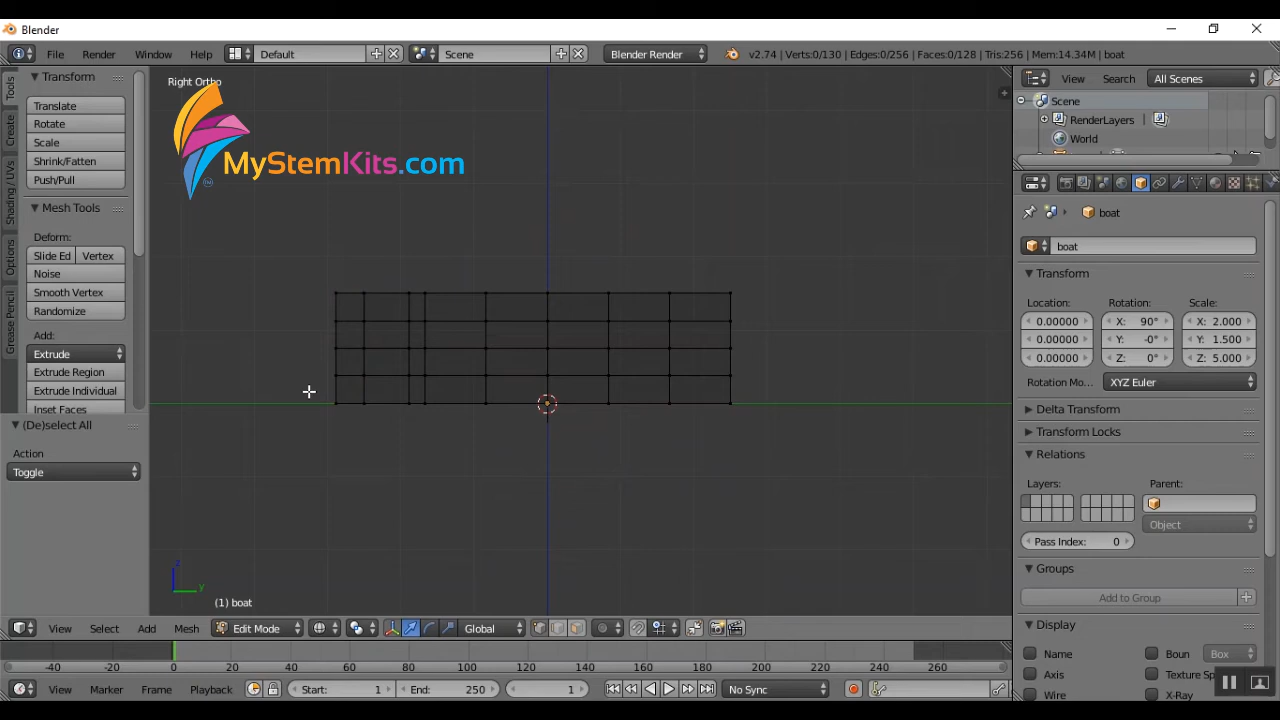 Blender
File Render Window Help Default Scene Blender Render v2.74 | Verts:0/130 | Edges:0/256 | Faces:0/128 | Tris:256 | Mem:14.34M | boat
Tools
Create
Shading / UVs
Options
Grease Pencil
Transform
Translate
Rotate
Scale
Shrink/Fatten
Push/Pull
Mesh Tools
Deform:
Slide Ed Vertex
Noise
Smooth Vertex
Randomize
Add:
Extrude
Extrude Region
Extrude Individual
Inset Faces
(De)select All
Action
Toggle
Right Ortho
MyStemKits.com
z
y
(1) boat
View Select Add Mesh Edit Mode Global
-40 -20 0 20 40 60 80 100 120 140 160 180 200 220 240 260
View Marker Frame Playback Start: 1 End: 250 1 No Sync
View Search All Scenes
Scene
RenderLayers
World
boat
boat
Transform
Location: Rotation: Scale:
0.00000 X: 90° X: 2.000
0.00000 Y: -0° Y: 1.500
0.00000 Z: 0° Z: 5.000
Rotation Mo... XYZ Euler
Delta Transform
Transform Locks
Relations
Layers: Parent:
Object
Pass Index: 0
Groups
Add to Group
Display
Name Boun Box
Axis Texture Sp
Wire X-Ray